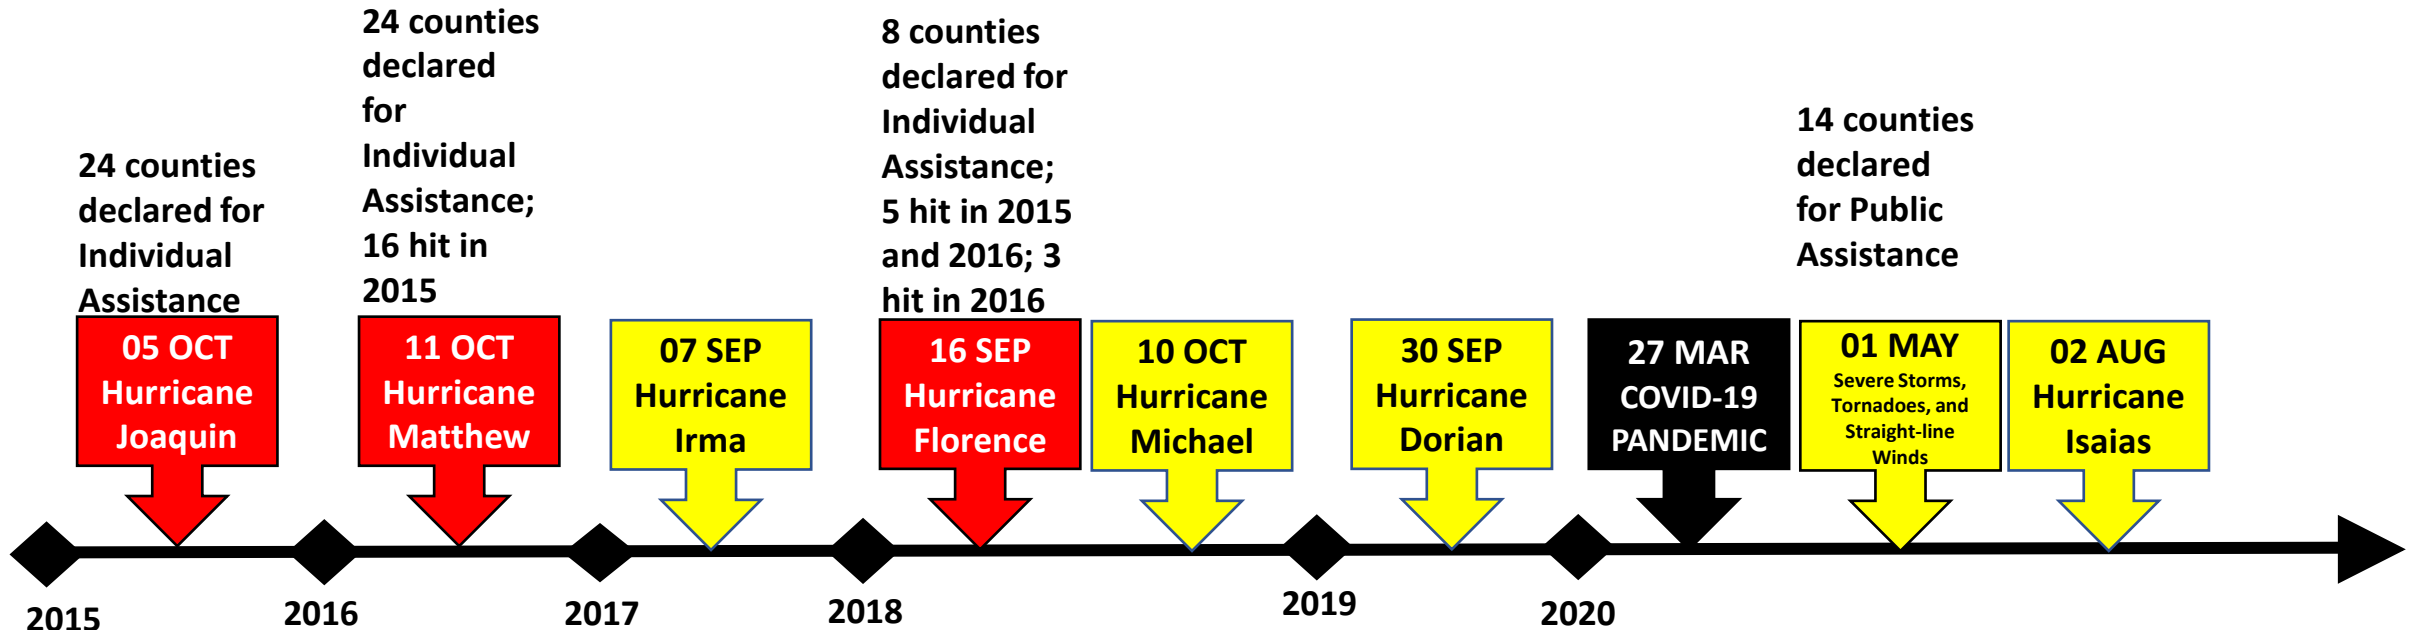 24 counties
declared for
Individual
Assistance
24 counties
declared
for
Individual
Assistance;
16 hit in
2015
8 counties
declared for
Individual
Assistance;
5 hit in 2015
and 2016; 3
hit in 2016
14 counties
declared
for Public
Assistance
05 OCT
Hurricane
Joaquin
11 OCT
Hurricane
Matthew
07 SEP
Hurricane
Irma
16 SEP
Hurricane
Florence
10 OCT
Hurricane
Michael
30 SEP
Hurricane
Dorian
27 MAR
COVID-19
PANDEMIC
01 MAY
Severe Storms,
Tornadoes, and
Straight-line
Winds
02 AUG
Hurricane
Isaias
2015
2016
2017
2018
2019
2020